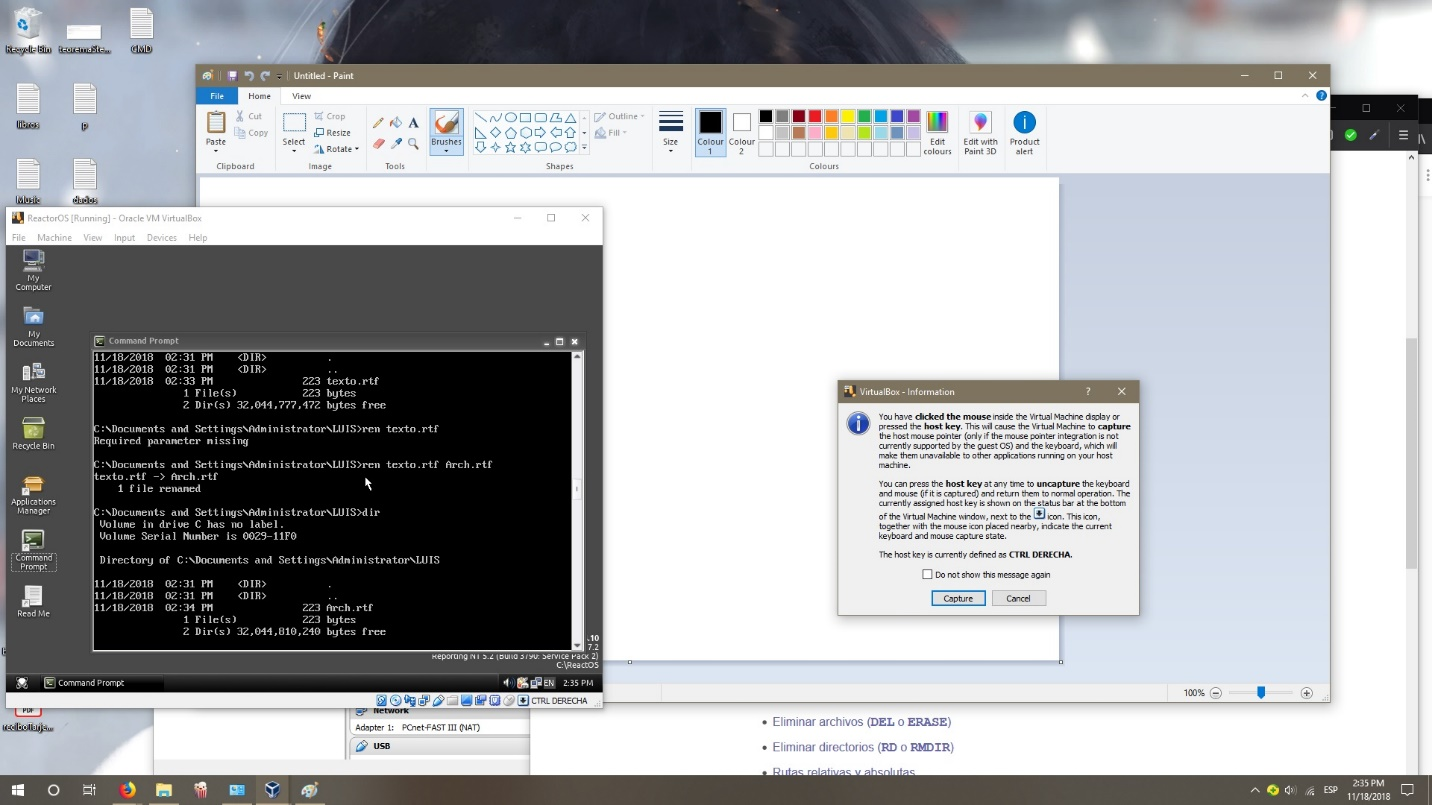 Recycle Bin
teoremaSte...
CMD
libros
p
Music
dados
Untitled - Paint
File
Home
View
Paste
Cut
Copy
Clipboard
Select
Crop
Resize
Rotate
Image
Tools
Brushes
Shapes
Outline
Fill
Size
Colour
1
Colour
2
Colours
Edit
colours
Edit with
Paint 3D
Product
alert
ReactorOS [Running] - Oracle VM VirtualBox
File Machine View Input Devices Help
My
Computer
My
Documents
My Network
Places
Recycle Bin
Applications
Manager
Command
Prompt
Read Me
Command Prompt
11/18/2018 02:31 PM <DIR> .
11/18/2018 02:31 PM <DIR> ..
11/18/2018 02:33 PM 223 texto.rtf
1 File(s) 223 bytes
2 Dir(s) 32,044,777,472 bytes free
C:\Documents and Settings\Administrator\LUIS>ren texto.rtf
Required parameter missing
C:\Documents and Settings\Administrator\LUIS>ren texto.rtf Arch.rtf
texto.rtf -> Arch.rtf
1 file renamed
C:\Documents and Settings\Administrator\LUIS>dir
Volume in drive C has no label.
Volume Serial Number is 0029-11F0
Directory of C:\Documents and Settings\Administrator\LUIS
11/18/2018 02:31 PM <DIR> .
11/18/2018 02:31 PM <DIR> ..
11/18/2018 02:34 PM 223 Arch.rtf
1 File(s) 223 bytes
2 Dir(s) 32,044,810,240 bytes free
.10
7.2
Reporting NT 5.2 (Build 3790: Service Pack 2)
C:\ReactOS
Command Prompt
EN
2:35 PM
CTRL DERECHA
VirtualBox - Information
You have clicked the mouse inside the Virtual Machine display or
pressed the host key. This will cause the Virtual Machine to capture
the host mouse pointer (only if the mouse pointer integration is not
currently supported by the guest OS) and the keyboard, which will
make them unavailable to other applications running on your host
machine.
You can press the host key at any time to uncapture the keyboard
and mouse (if it is captured) and return them to normal operation. The
currently assigned host key is shown on the status bar at the bottom
of the Virtual Machine window, next to the icon. This icon,
together with the mouse icon placed nearby, indicate the current
keyboard and mouse capture state.
The host key is currently defined as CTRL DERECHA.
Do not show this message again
Capture
Cancel
100%
PDF
reciboTarje...
Network
Adapter 1: PCnet-FAST III (NAT)
USB
Eliminar archivos (DEL o ERASE)
Eliminar directorios (RD o RMDIR)
Rutas relativas y absolutas
ESP
2:35 PM
11/18/2018